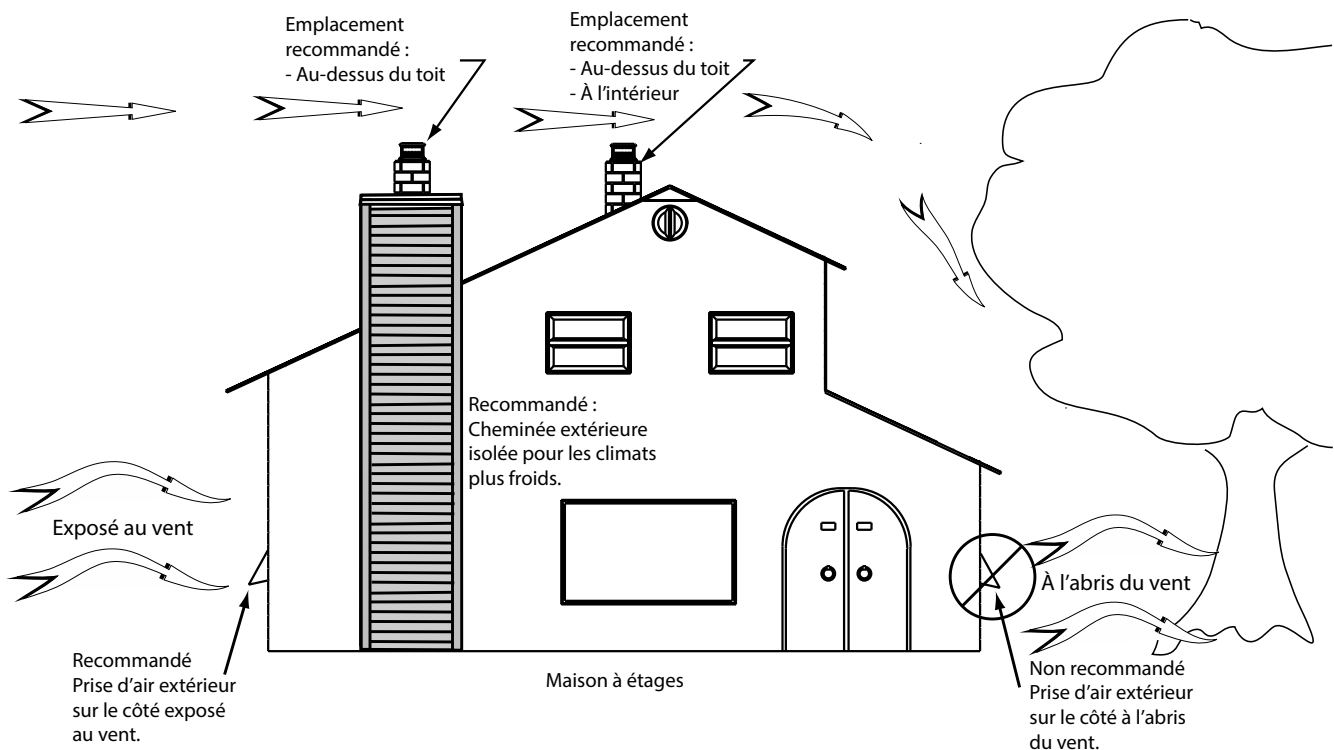 Emplacement
recommandé :
- Au-dessus du toit
Emplacement
recommandé :
- Au-dessus du toit
- À l’intérieur
Recommandé :
Cheminée extérieure
isolée pour les climats
plus froids.
Exposé au vent
À l’abris du vent
Recommandé
Prise d’air extérieur
sur le côté exposé
au vent.
Maison à étages
Non recommandé
Prise d’air extérieur
sur le côté à l’abris
du vent.